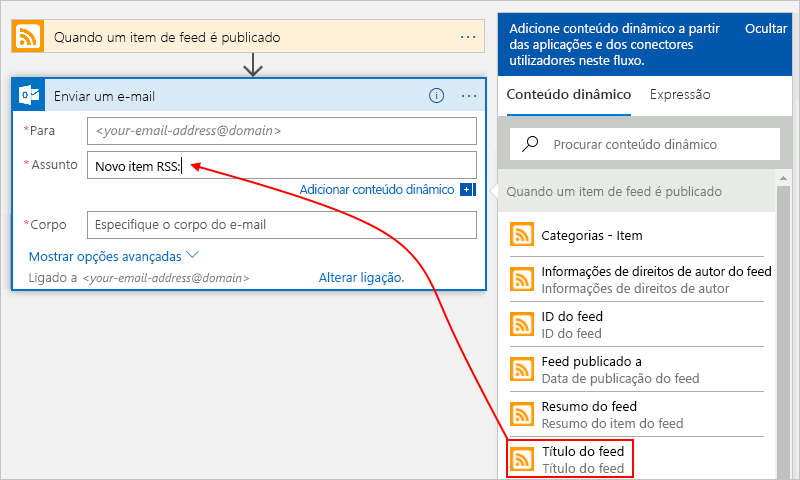 Quando um item de feed é publicado
Enviar um e-mail
*Para
<your-email-address@domain>
*Assunto
Novo item RSS:
Adicionar conteúdo dinâmico
*Corpo
Especifique o corpo do e-mail
Mostrar opções avançadas
Ligado a <your-email-address@domain>
Alterar ligação.
Adicione conteúdo dinâmico a partir
das aplicações e dos conectores
utilizadores neste fluxo.
Ocultar
Conteúdo dinâmico
Expressão
Procurar conteúdo dinâmico
Quando um item de feed é publicado
Categorias - Item
Informações de direitos de autor do feed
Informações de direitos de autor
ID do feed
ID do feed
Feed publicado a
Data de publicação do feed
Resumo do feed
Resumo do item do feed
Título do feed
Título do feed